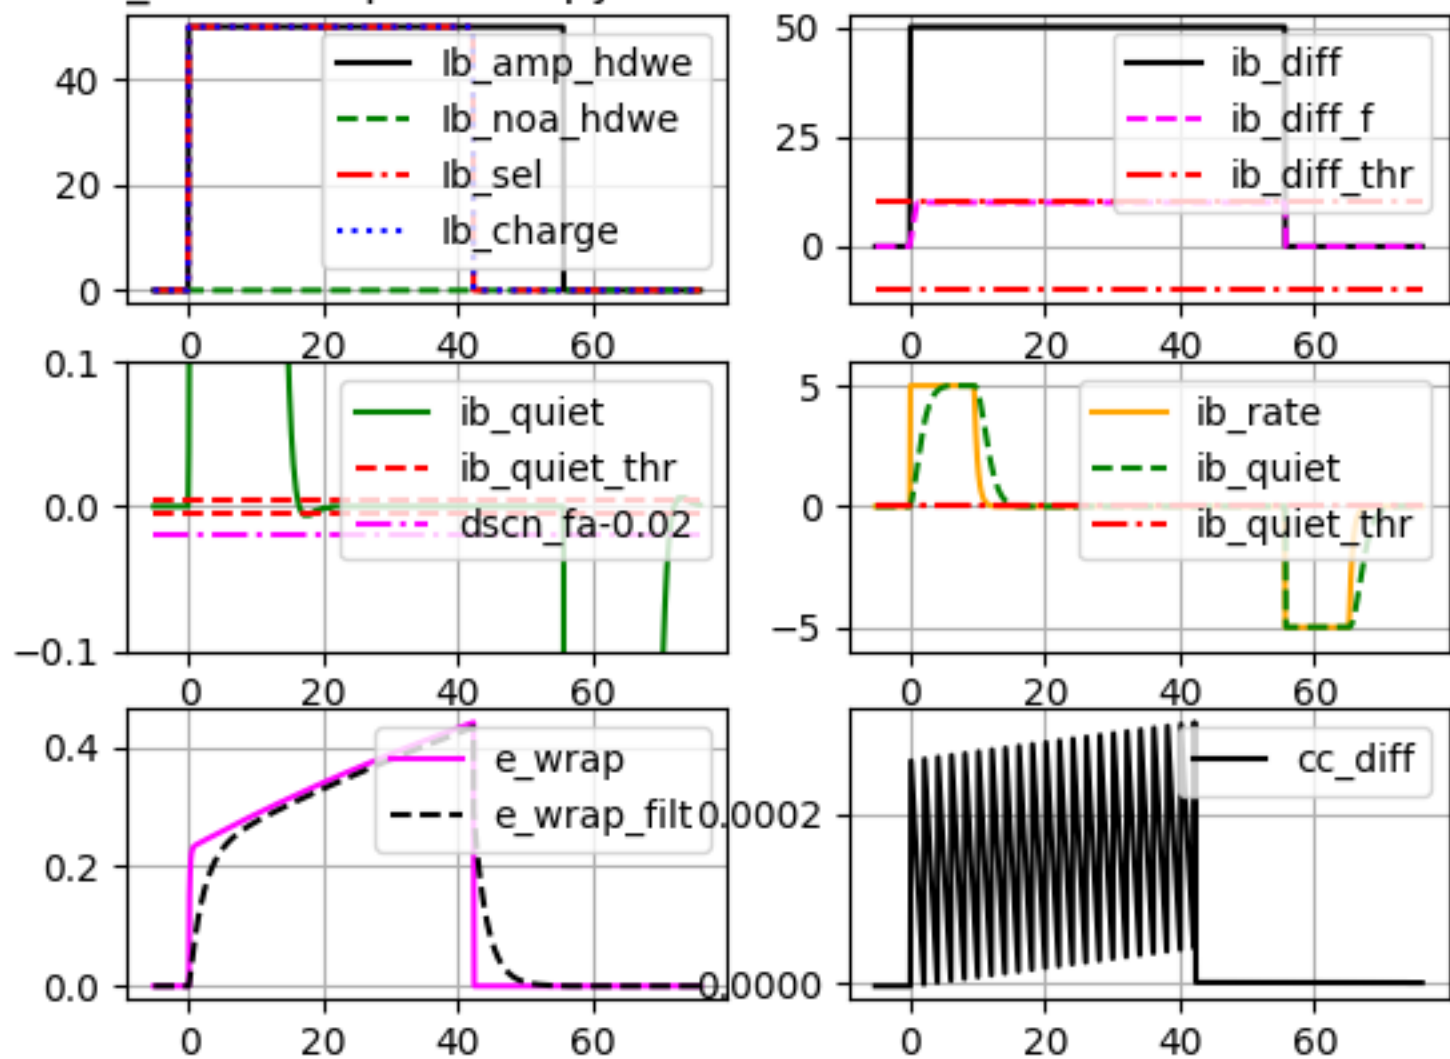 Ib_amp_hdwe
Ib_noa_hdwe
Ib_sel
Ib_charge
40
20
0
0 20 40 60
ib_diff
ib_diff_f
ib_diff_thr
50
25
0
0 20 40 60
ib_quiet
ib_quiet_thr
dscn_fa-0.02
0.1
0.0
−0.1
0 20 40 60
ib_rate
ib_quiet
ib_quiet_thr
5
0
−5
0 20 40 60
e_wrap
e_wrap_filt
0.4
0.2
0.0
0 20 40 60
cc_diff
0.0002
0.0000
0 20 40 60